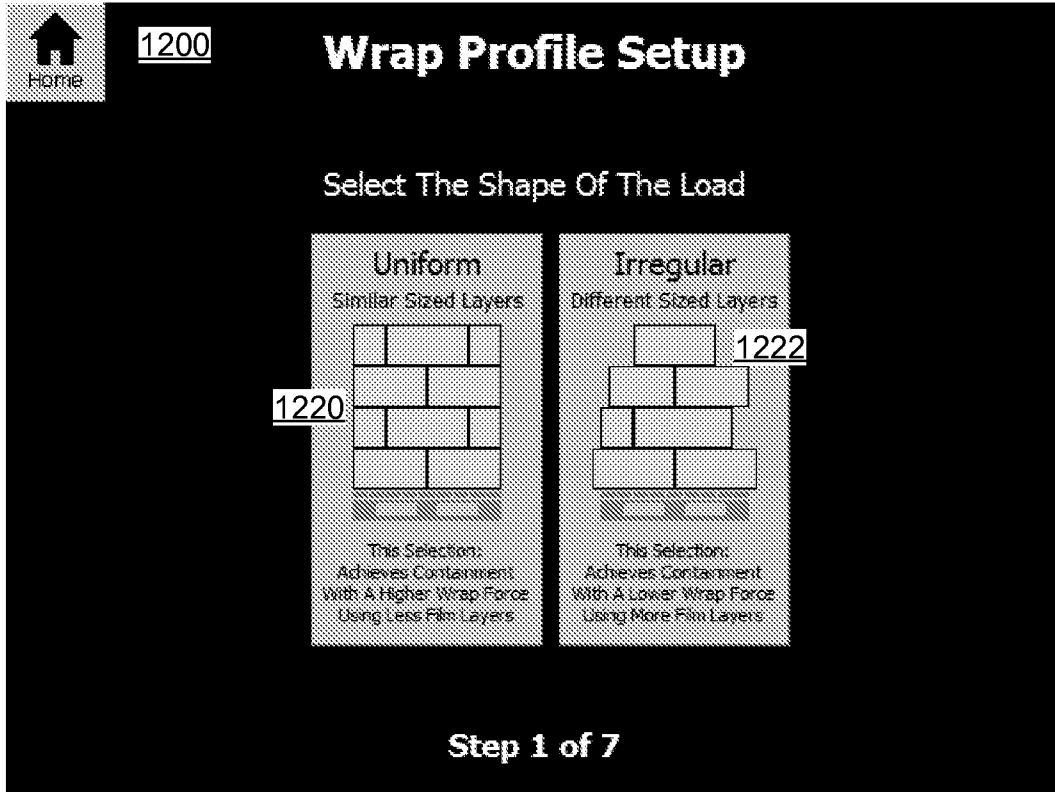 Home
1200
Wrap Profile Setup
Select The Shape Of The Load
Uniform
Similar Sized Layers
1220
This Selection:
Achieves Containment
With A Higher Wrap Force
Using Less Film Layers
Irregular
Different Sized Layers
1222
This Selection:
Achieves Containment
With A Lower Wrap Force
Using More Film Layers
Step 1 of 7